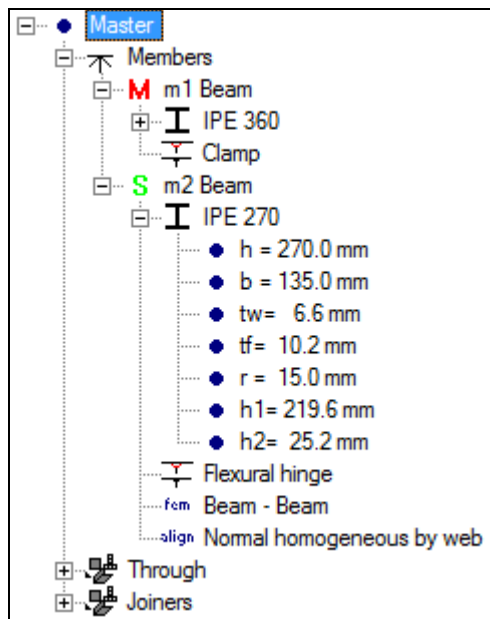 Master
Members
M m1 Beam
IPE 360
Clamp
S m2 Beam
IPE 270
h = 270.0 mm
b = 135.0 mm
tw= 6.6 mm
tf= 10.2 mm
r = 15.0 mm
h1= 219.6 mm
h2= 25.2 mm
Flexural hinge
fem Beam - Beam
align Normal homogeneous by web
Through
Joiners